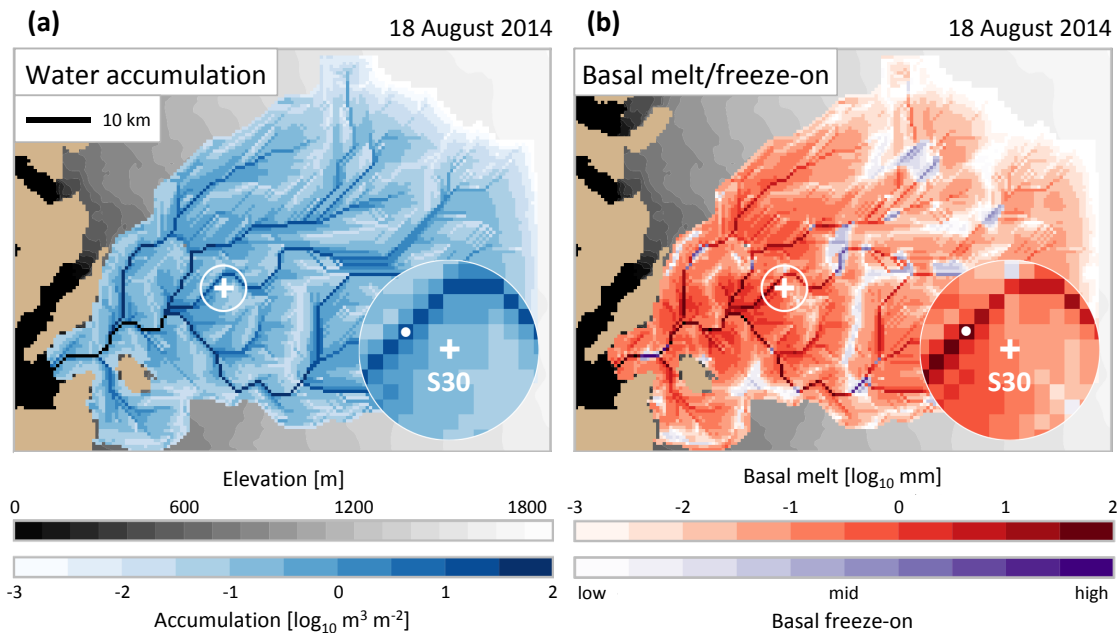 (a)
18 August 2014
Water accumulation
10 km
S30
Elevation [m]
0 600 1200 1800
-3 -2 -1 0 1 2
Accumulation [log₁₀ m³ m⁻²]
(b)
18 August 2014
Basal melt/freeze-on
S30
Basal melt [log₁₀ mm]
-3 -2 -1 0 1 2
low mid high
Basal freeze-on